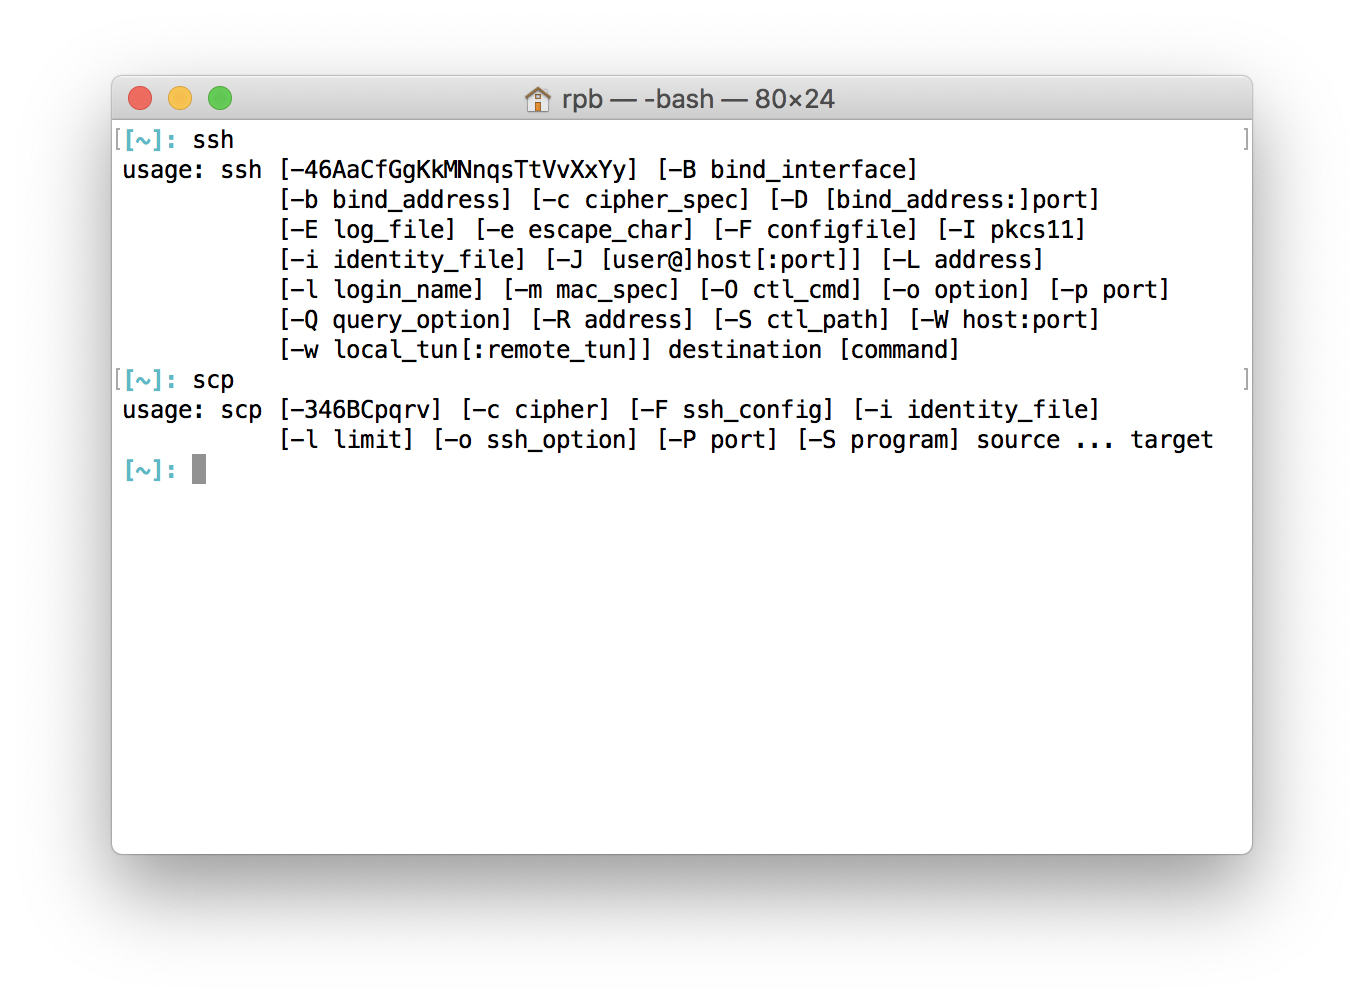 rpb — -bash — 80×24
[~]: ssh
usage: ssh [-46AaCfGgKkMNnqsTtVvXxYy] [-B bind_interface]
           [-b bind_address] [-c cipher_spec] [-D [bind_address:]port]
           [-E log_file] [-e escape_char] [-F configfile] [-I pkcs11]
           [-i identity_file] [-J [user@]host[:port]] [-L address]
           [-l login_name] [-m mac_spec] [-O ctl_cmd] [-o option] [-p port]
           [-Q query_option] [-R address] [-S ctl_path] [-W host:port]
           [-w local_tun[:remote_tun]] destination [command]
[~]: scp
usage: scp [-346BCpqrv] [-c cipher] [-F ssh_config] [-i identity_file]
           [-l limit] [-o ssh_option] [-P port] [-S program] source ... target
[~]: